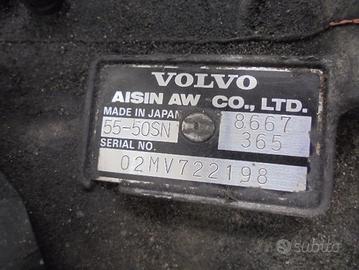 VOLVO
AISIN AW CO., LTD.
MADE IN JAPAN
55-50SN
8667
365
SERIAL NO.
02MV722198
subito